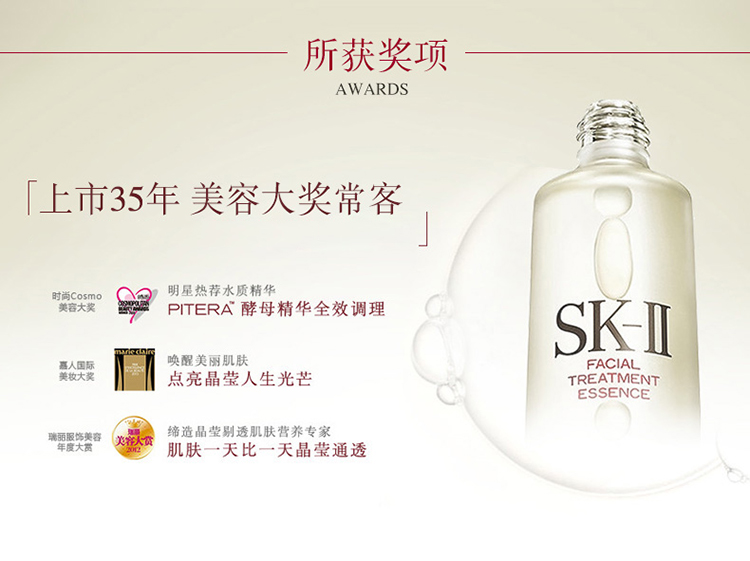 所获奖项
AWARDS
「上市35年 美容大奖常客」
时尚Cosmo
美容大奖
COSMOPOLITAN
BEAUTY AWARDS
明星热荐水质精华
PITERA™ 酵母精华全效调理
嘉人国际
美妆大奖
marie claire
唤醒美丽肌肤
点亮晶莹人生光芒
瑞丽服饰美容
年度大赏
瑞丽
美容大赏
2012
缔造晶莹剔透肌肤营养专家
肌肤一天比一天晶莹通透
SK-II
FACIAL
TREATMENT
ESSENCE